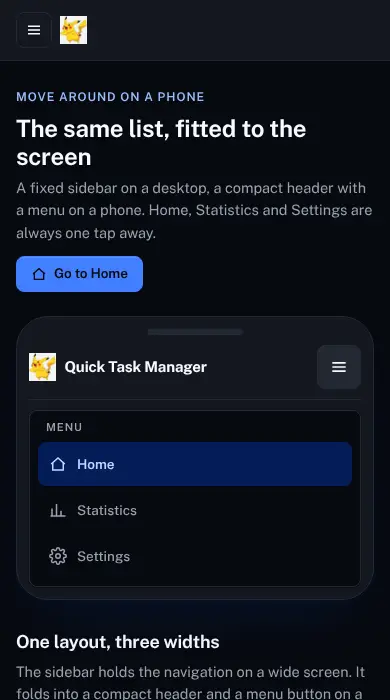 MOVE AROUND ON A PHONE
The same list, fitted to the
screen
A fixed sidebar on a desktop, a compact header with
a menu on a phone. Home, Statistics and Settings are
always one tap away.
Go to Home
Quick Task Manager
MENU
Home
Statistics
Settings
One layout, three widths
The sidebar holds the navigation on a wide screen. It
folds into a compact header and a menu button on a